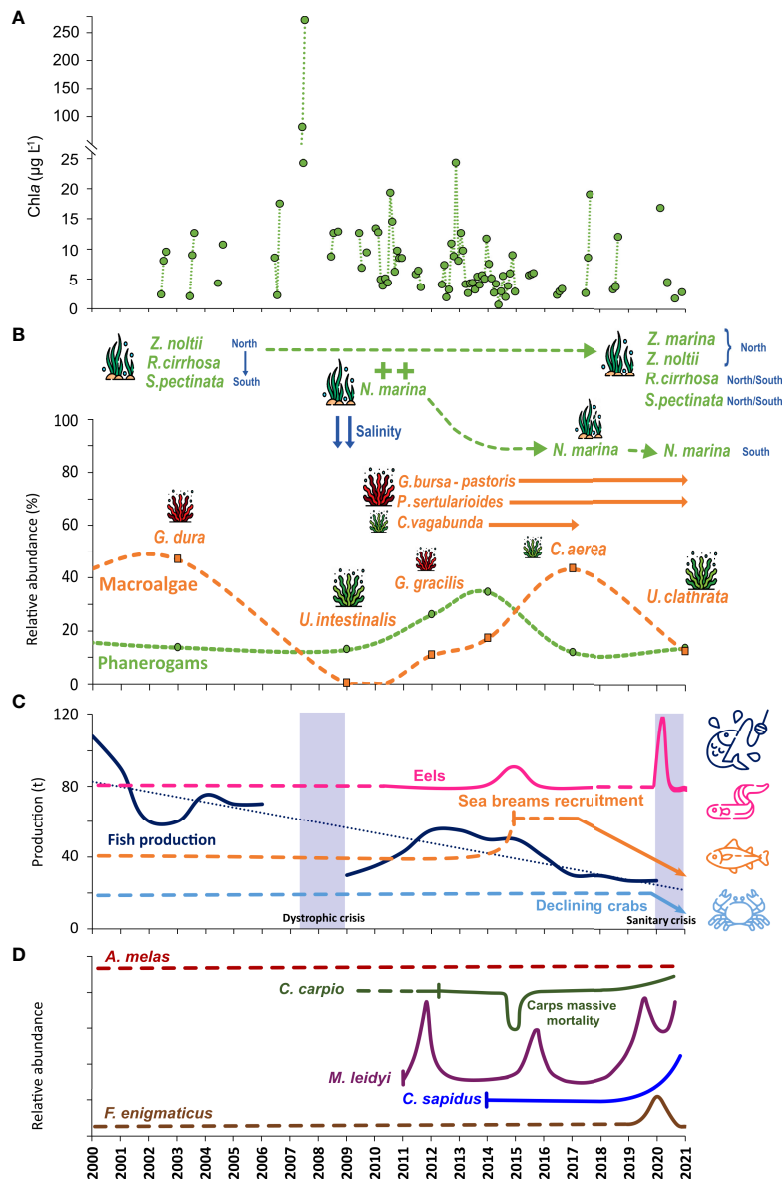 A
Chla (µg L-1)
250
200
150
100
50
25
20
15
10
5
0
B
Z. noltii
R.cirrhosa
S.pectinata
North
South
Z. marina
Z. noltii
North
R.cirrhosa North/South
S.pectinata North/South
++
N. marina
Salinity
N. marina
N. marina South
Relative abundance (%)
100
80
60
40
20
0
G.bursa-pastoris
P.sertularioides
C.vagabunda
G. dura
C. aerea
Macroalgae
G. gracilis
U. intestinalis
U. clathrata
Phanerogams
C
Production (t)
120
80
40
0
Eels
Sea breams recruitment
Fish production
Declining crabs
Dystrophic crisis
Sanitary crisis
D
Relative abundance
A. melas
C. carpio
Carps massive
mortality
M. leidyi
C. sapidus
F. enigmaticus
2000 2001 2002 2003 2004 2005 2006 2007 2008 2009 2010 2011 2012 2013 2014 2015 2016 2017 2018 2019 2020 2021